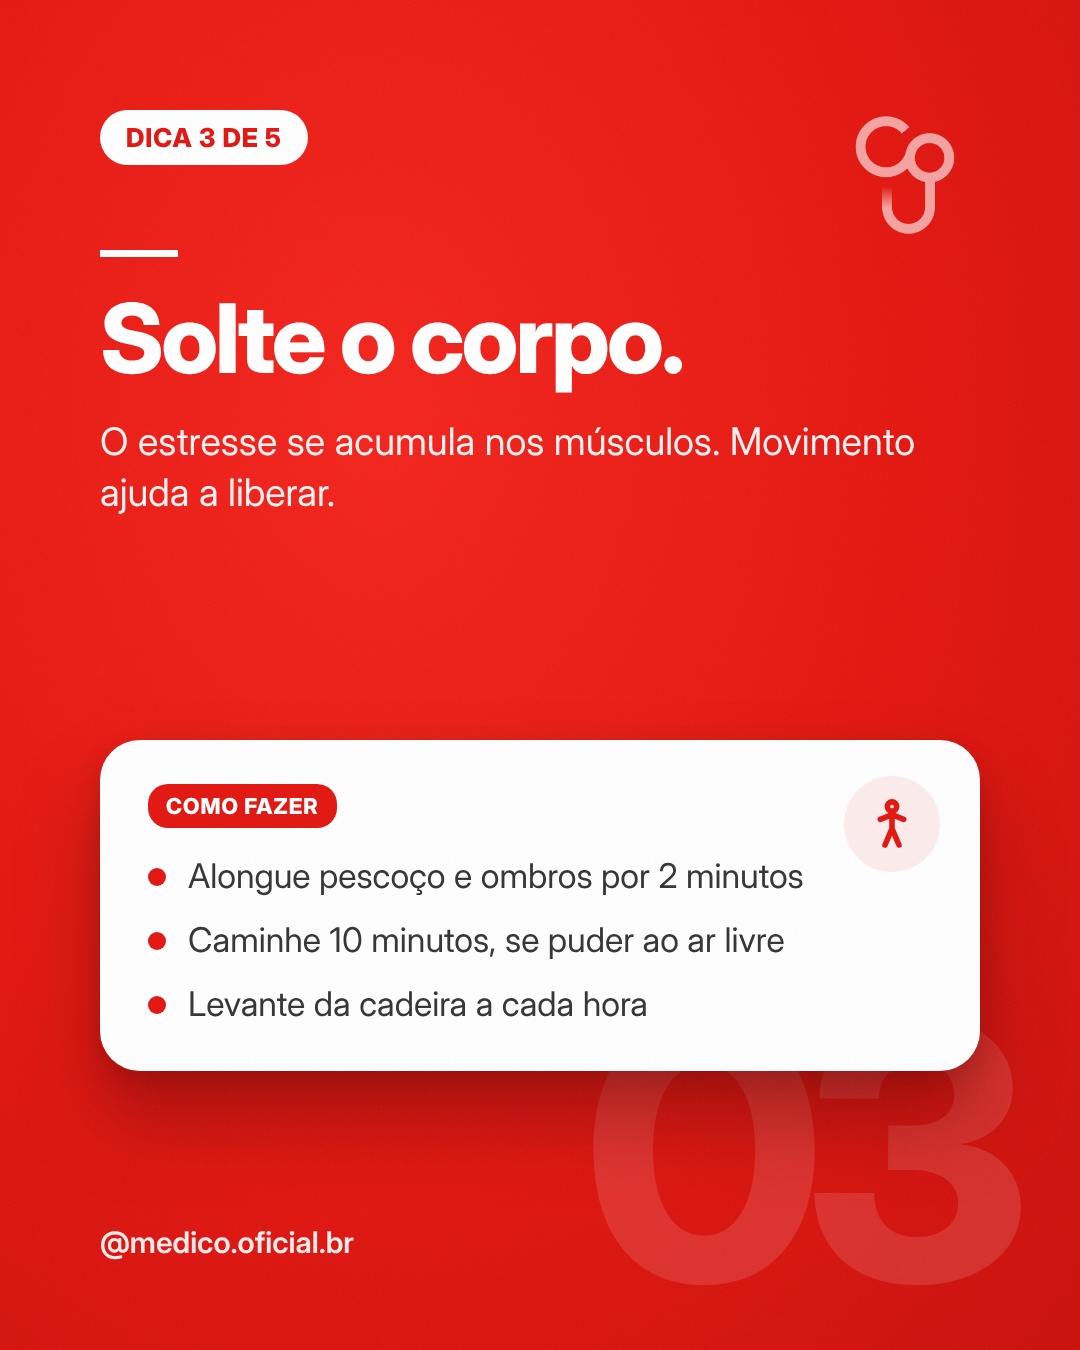 DICA 3 DE 5
Solte o corpo.
O estresse se acumula nos músculos. Movimento
ajuda a liberar.
COMO FAZER
Alongue pescoço e ombros por 2 minutos
Caminhe 10 minutos, se puder ao ar livre
Levante da cadeira a cada hora
03
@medico.oficial.br